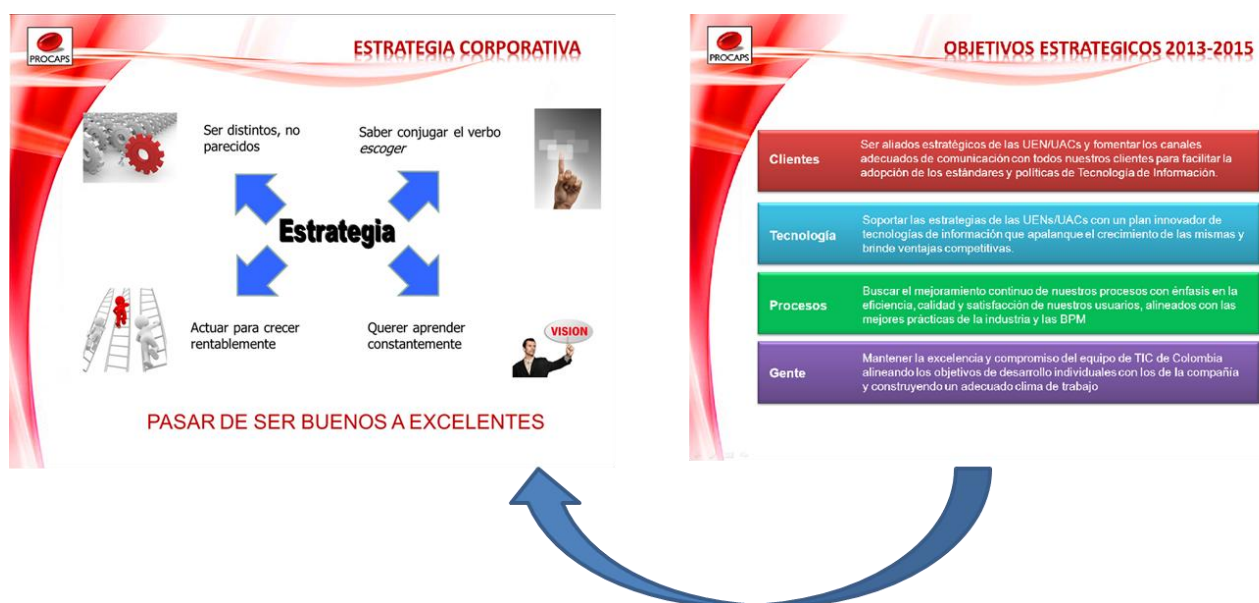 PROCAPS
ESTRATEGIA CORPORATIVA
Ser distintos, no
parecidos
Saber conjugar el verbo
escoger
Estrategia
Actuar para crecer
rentablemente
Querer aprender
constantemente
VISION
PASAR DE SER BUENOS A EXCELENTES
PROCAPS
OBJETIVOS ESTRATEGICOS 2013-2015
Clientes
Ser aliados estratégicos de las UEN/UACs y fomentar los canales
adecuados de comunicación con todos nuestros clientes para facilitar la
adopción de los estándares y políticas de Tecnología de Información.
Tecnología
Soportar las estrategias de las UENs/UACs con un plan innovador de
tecnologías de información que apalanque el crecimiento de las mismas y
brinde ventajas competitivas.
Procesos
Buscar el mejoramiento continuo de nuestros procesos con énfasis en la
eficiencia, calidad y satisfacción de nuestros usuarios, alineados con las
mejores prácticas de la industria y las BPM
Gente
Mantener la excelencia y compromiso del equipo de TIC de Colombia
alineando los objetivos de desarrollo individuales con los de la compañía
y construyendo un adecuado clima de trabajo